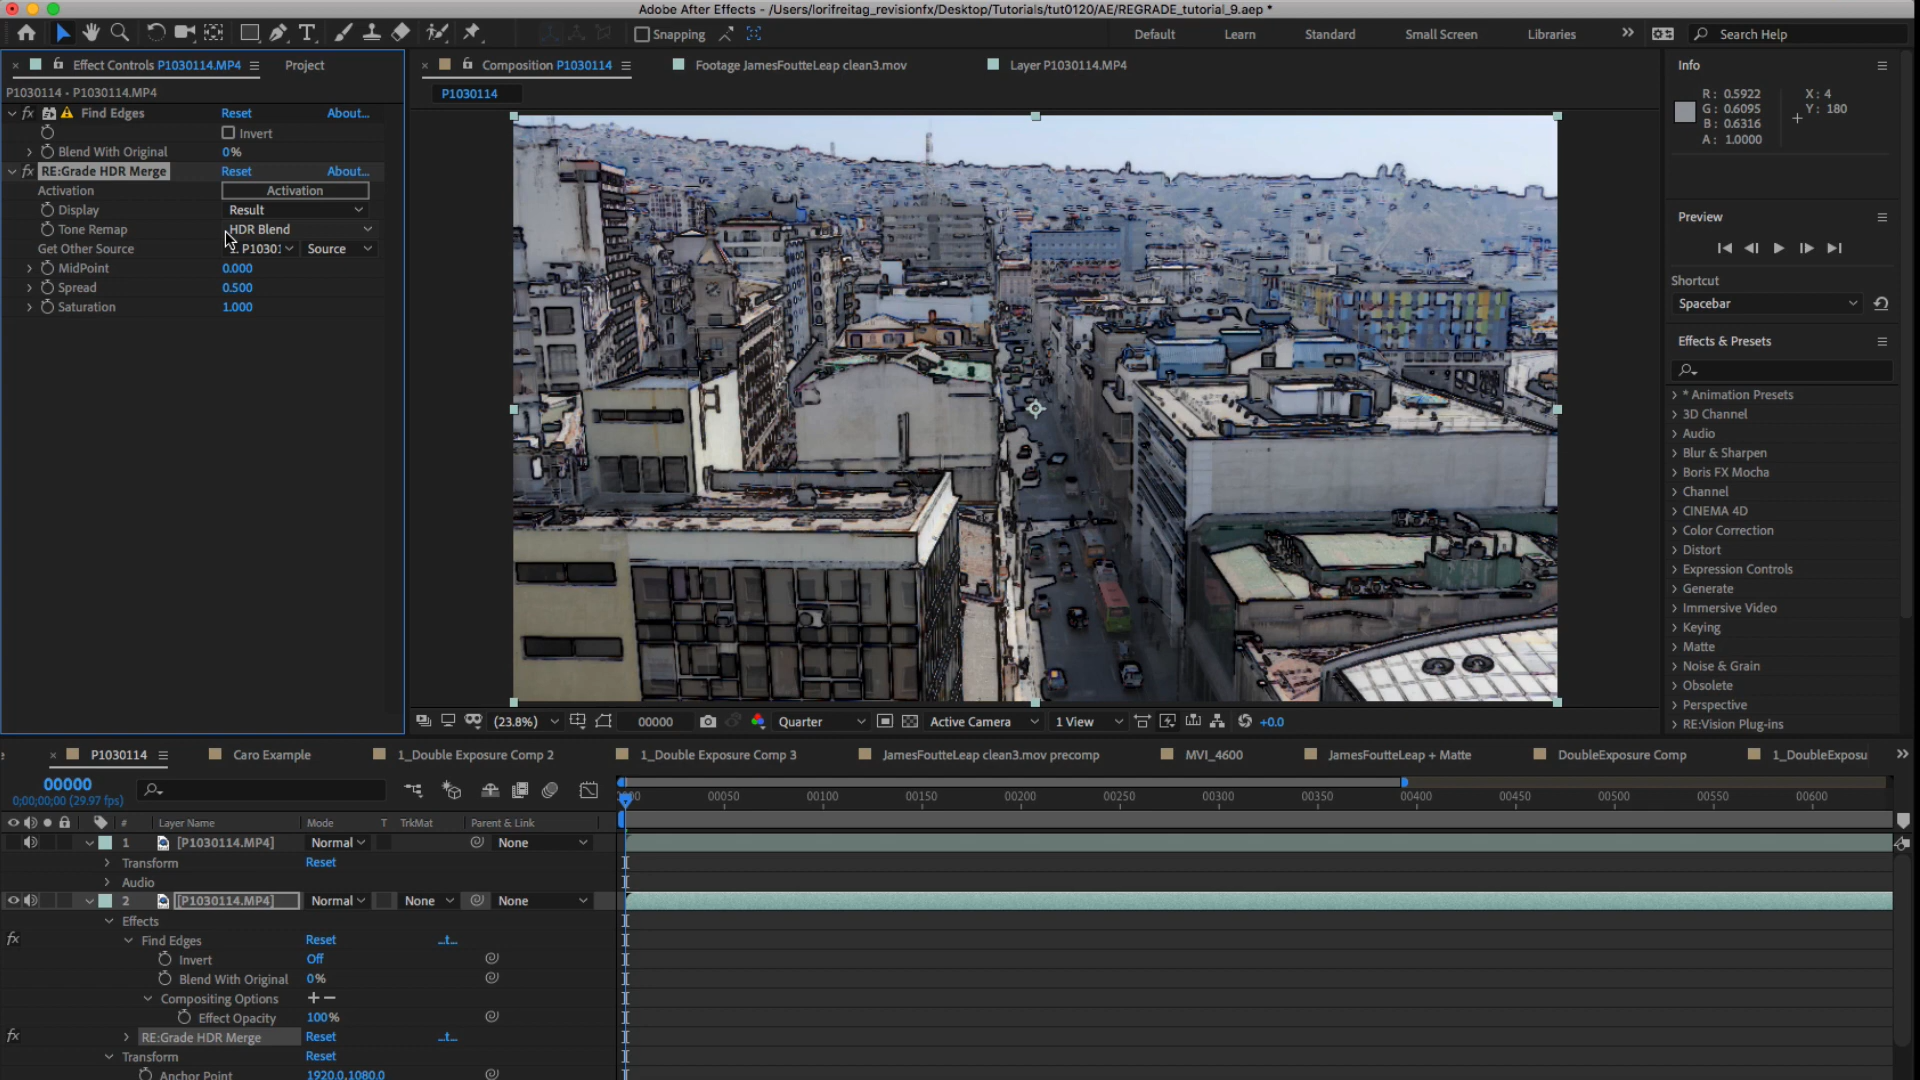 Adobe After Effects - /Users/lorifreitag_revisionfx/Desktop/Tutorials/tut0120/AE/REGRADE_tutorial_9.aep *
Snapping
Default
Learn
Standard
Small Screen
Libraries
Search Help
Effect Controls P1030114.MP4
Project
Composition P1030114
Footage JamesFoutteLeap clean3.mov
Layer P1030114.MP4
Info
P1030114 - P1030114.MP4
P1030114
R: 0.5922
G: 0.6095
B: 0.6316
A: 1.0000
X: 4
Y: 180
fx Find Edges Reset About...
Invert
Blend With Original 0%
fx RE:Grade HDR Merge Reset About...
Activation Activation
Display Result
Tone Remap HDR Blend
Get Other Source Source
MidPoint 0.000
Spread 0.500
Saturation 1.000
Preview
Shortcut
Spacebar
Effects & Presets
* Animation Presets
3D Channel
Audio
Blur & Sharpen
Boris FX Mocha
Channel
CINEMA 4D
Color Correction
Distort
Expression Controls
Generate
Immersive Video
Keying
Matte
Noise & Grain
Obsolete
Perspective
RE:Vision Plug-ins
(23.8%)
00000
Quarter
Active Camera
1 View
+0.0
P1030114
Caro Example
1_Double Exposure Comp 2
1_Double Exposure Comp 3
JamesFoutteLeap clean3.mov precomp
MVI_4600
JamesFoutteLeap + Matte
DoubleExposure Comp
1_DoubleExposu
00000
0;00;00;00 (29.97 fps)
00050 00100 00150 00200 00250 00300 00350 00400 00450 00500 00550 00600
# Layer Name Mode T TrkMat Parent & Link
1 [P1030114.MP4] Normal None
Transform Reset
Audio
2 [P1030114.MP4] Normal None None
Effects
fx Find Edges Reset ...t...
Invert Off
Blend With Original 0%
Compositing Options + −
Effect Opacity 100%
fx RE:Grade HDR Merge Reset ...t...
Transform Reset
Anchor Point 1920.0,1080.0